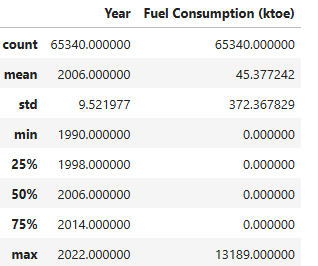 Year Fuel Consumption (ktoe)
count 65340.000000 65340.000000
mean 2006.000000 45.377242
std 9.521977 372.367829
min 1990.000000 0.000000
25% 1998.000000 0.000000
50% 2006.000000 0.000000
75% 2014.000000 0.000000
max 2022.000000 13189.000000